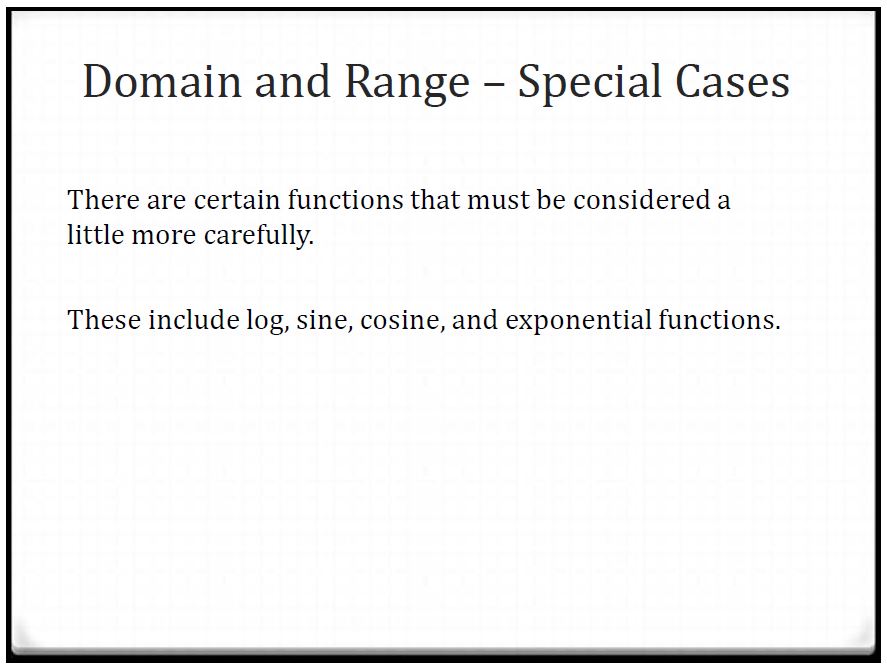 Domain and Range – Special Cases
There are certain functions that must be considered a
little more carefully.
These include log, sine, cosine, and exponential functions.